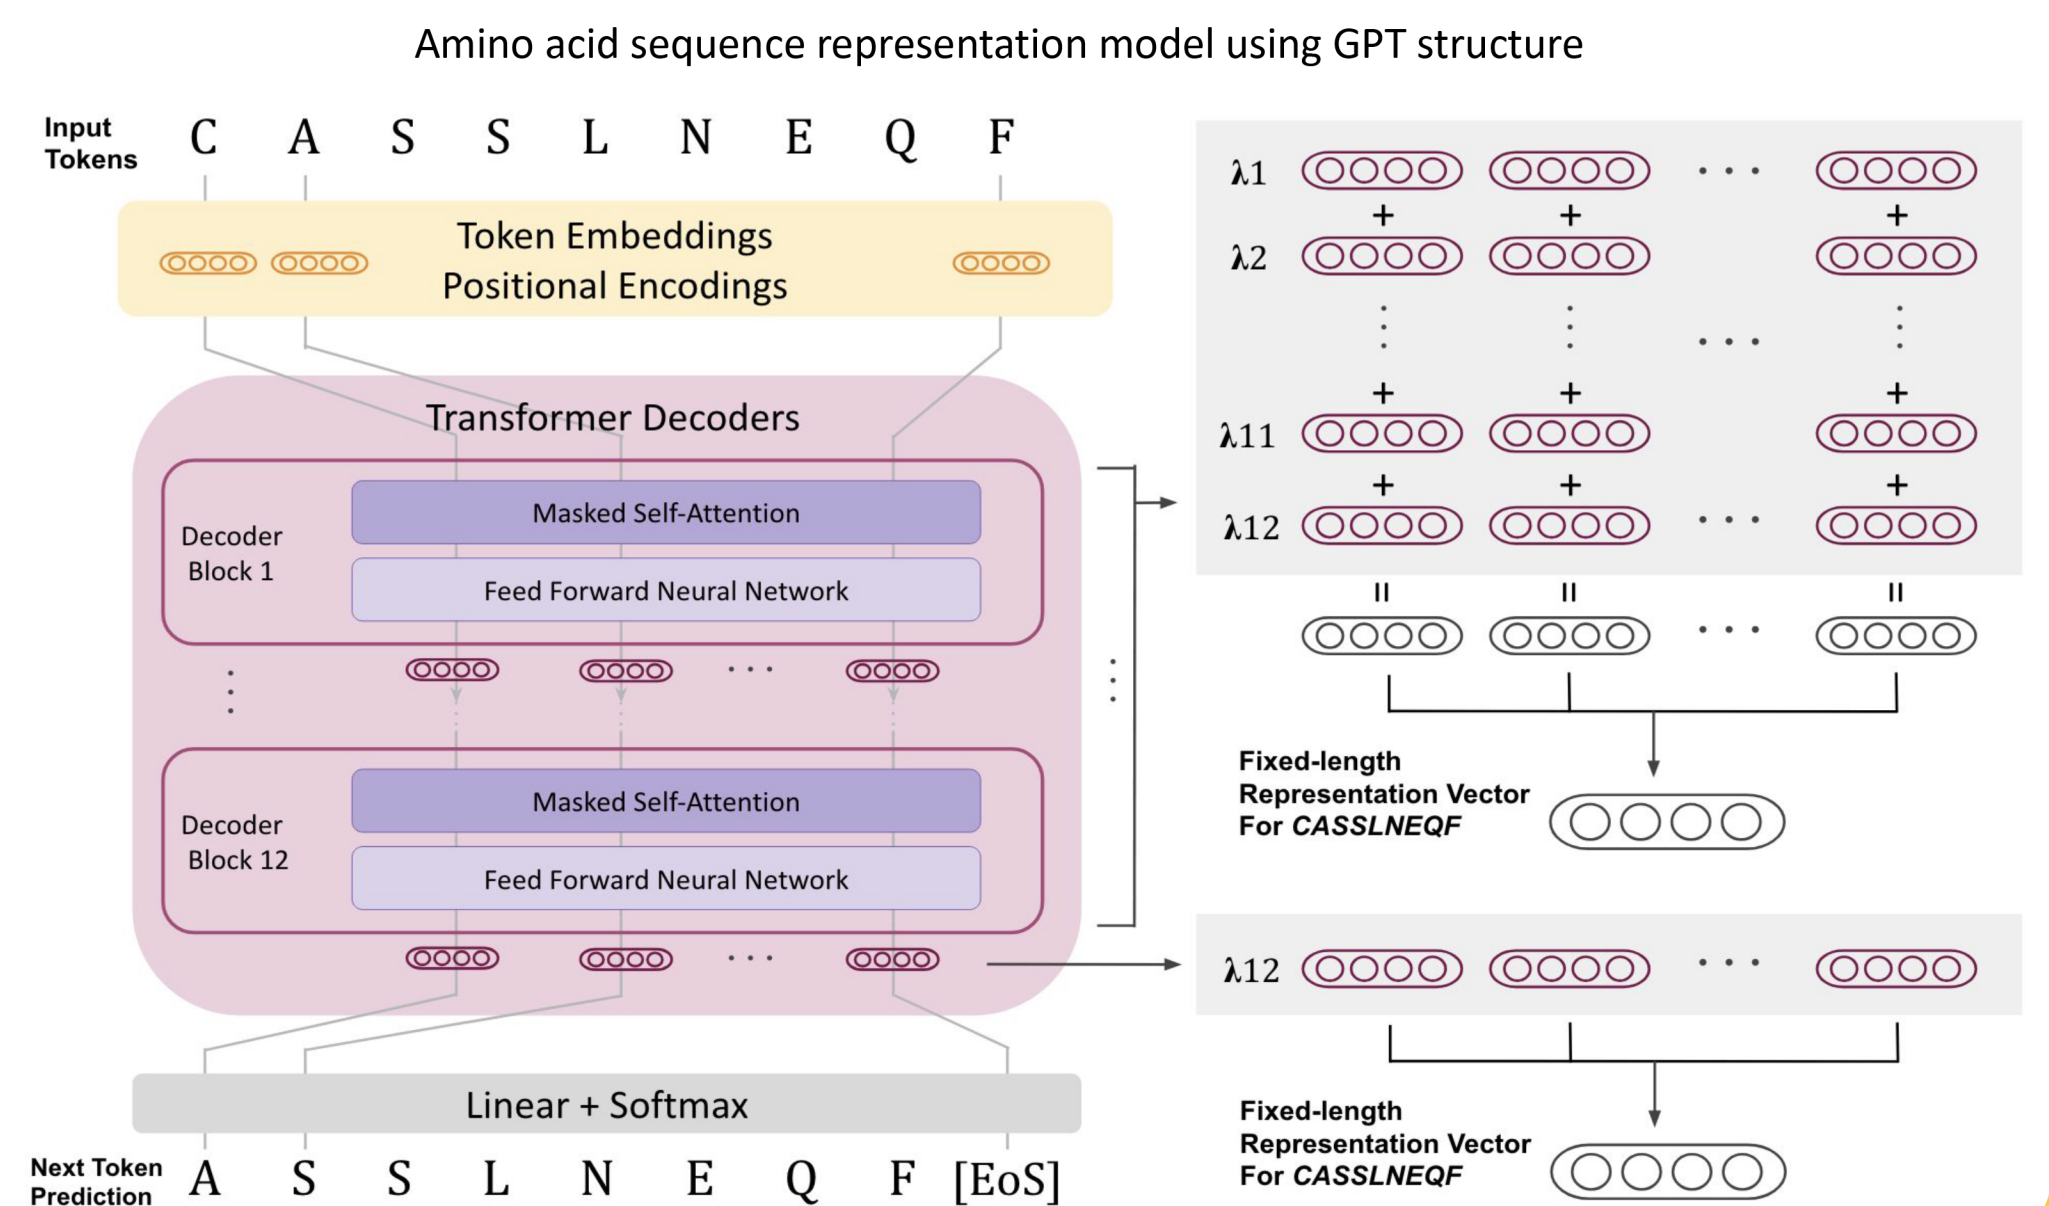 Amino acid sequence representation model using GPT structure
Input
Tokens
C A S S L N E Q F
Token Embeddings
Positional Encodings
Transformer Decoders
Decoder
Block 1
Masked Self-Attention
Feed Forward Neural Network
Decoder
Block 12
Masked Self-Attention
Feed Forward Neural Network
Linear + Softmax
Next Token
Prediction
A S S L N E Q F [EoS]
λ1
+ + +
λ2
+ + +
λ11
+ + +
λ12
= = =
Fixed-length
Representation Vector
For CASSLNEQF
λ12
Fixed-length
Representation Vector
For CASSLNEQF